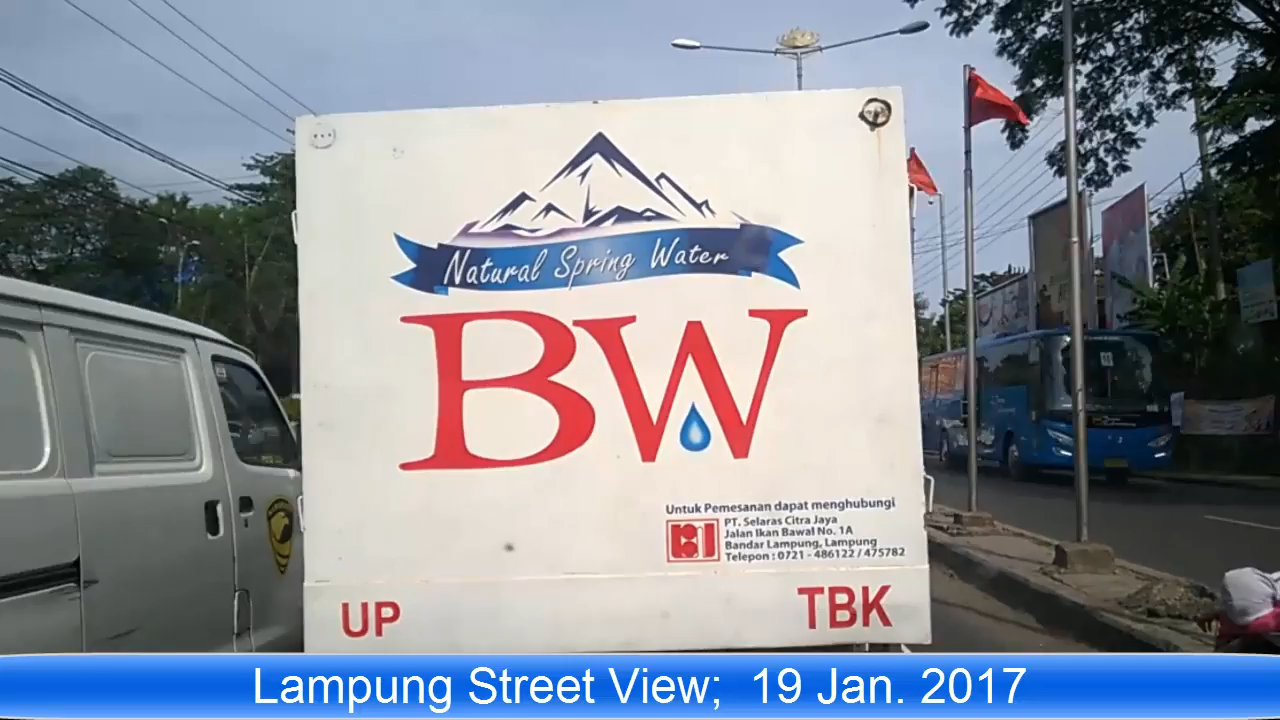 Natural Spring Water
BW
Untuk Pemesanan dapat menghubungi
PT. Selaras Citra Jaya
Jalan Ikan Bawal No. 1A
Bandar Lampung, Lampung
Telepon : 0721 - 486122 / 475782
UP
TBK
Lampung Street View; 19 Jan. 2017